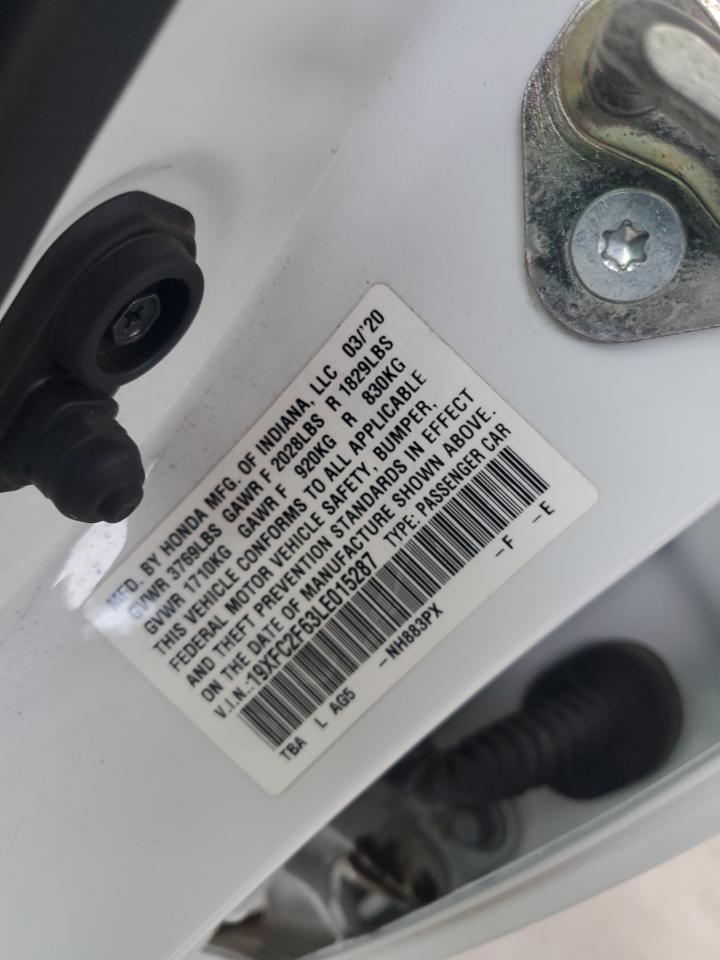 MFD. BY HONDA MFG. OF INDIANA, LLC 03/'20
GVWR 3769LBS GAWR F 2028LBS R 1829LBS
GVWR 1710KG GAWR F 920KG R 830KG
THIS VEHICLE CONFORMS TO ALL APPLICABLE
FEDERAL MOTOR VEHICLE SAFETY, BUMPER,
AND THEFT PREVENTION STANDARDS IN EFFECT
ON THE DATE OF MANUFACTURE SHOWN ABOVE.
V.I.N.:19XFC2F63LE015287 TYPE: PASSENGER CAR
TBA L AG5 -NH883PX -F -E